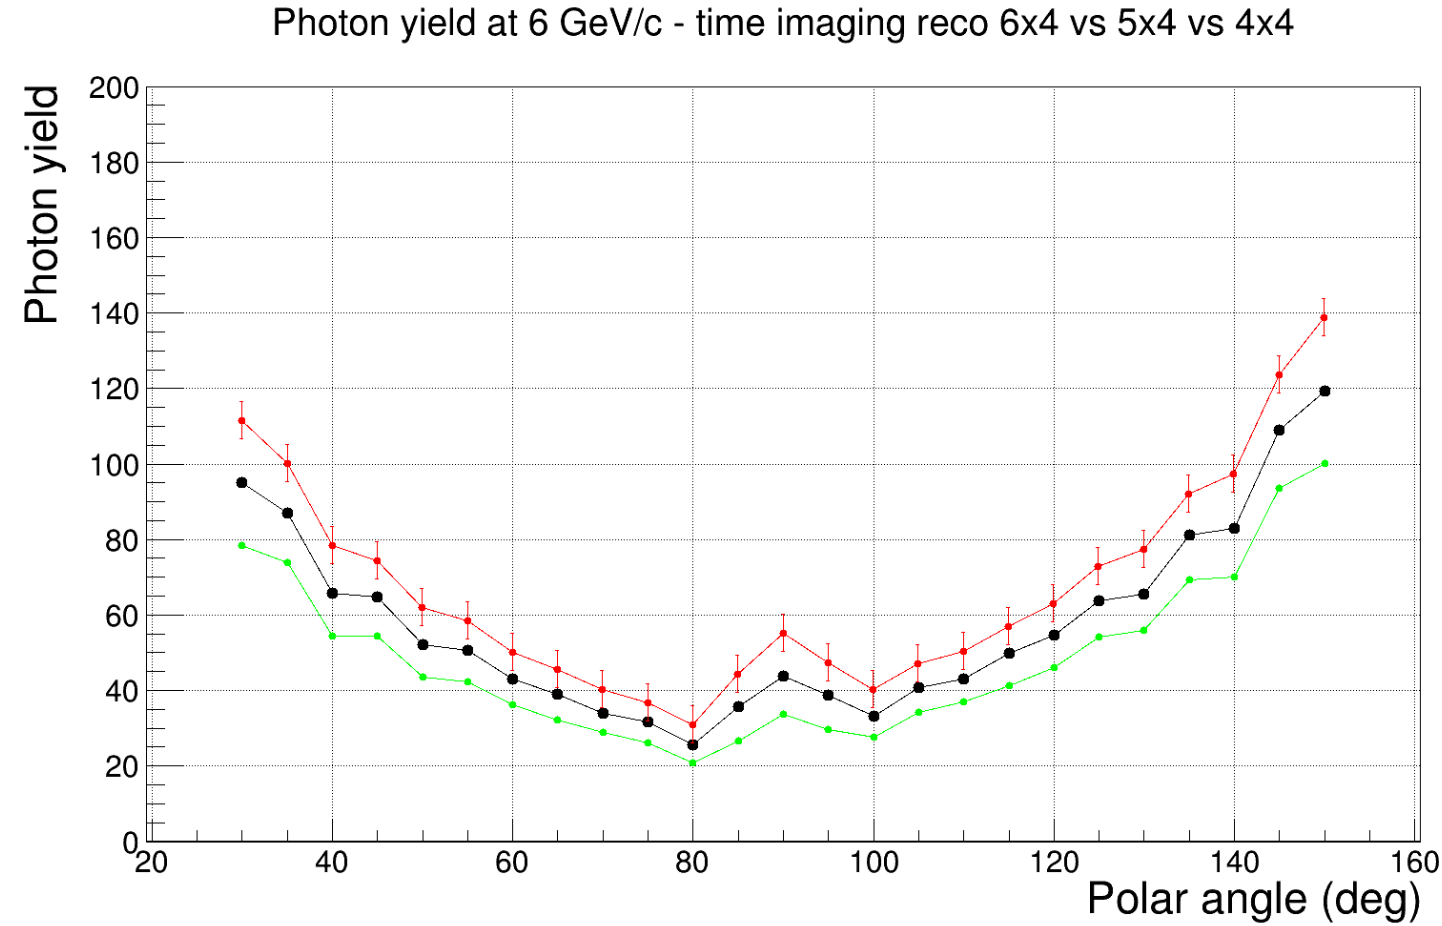 Photon yield at 6 GeV/c - time imaging reco 6x4 vs 5x4 vs 4x4
Photon yield
200
180
160
140
120
100
80
60
40
20
0
20 40 60 80 100 120 140 160
Polar angle (deg)